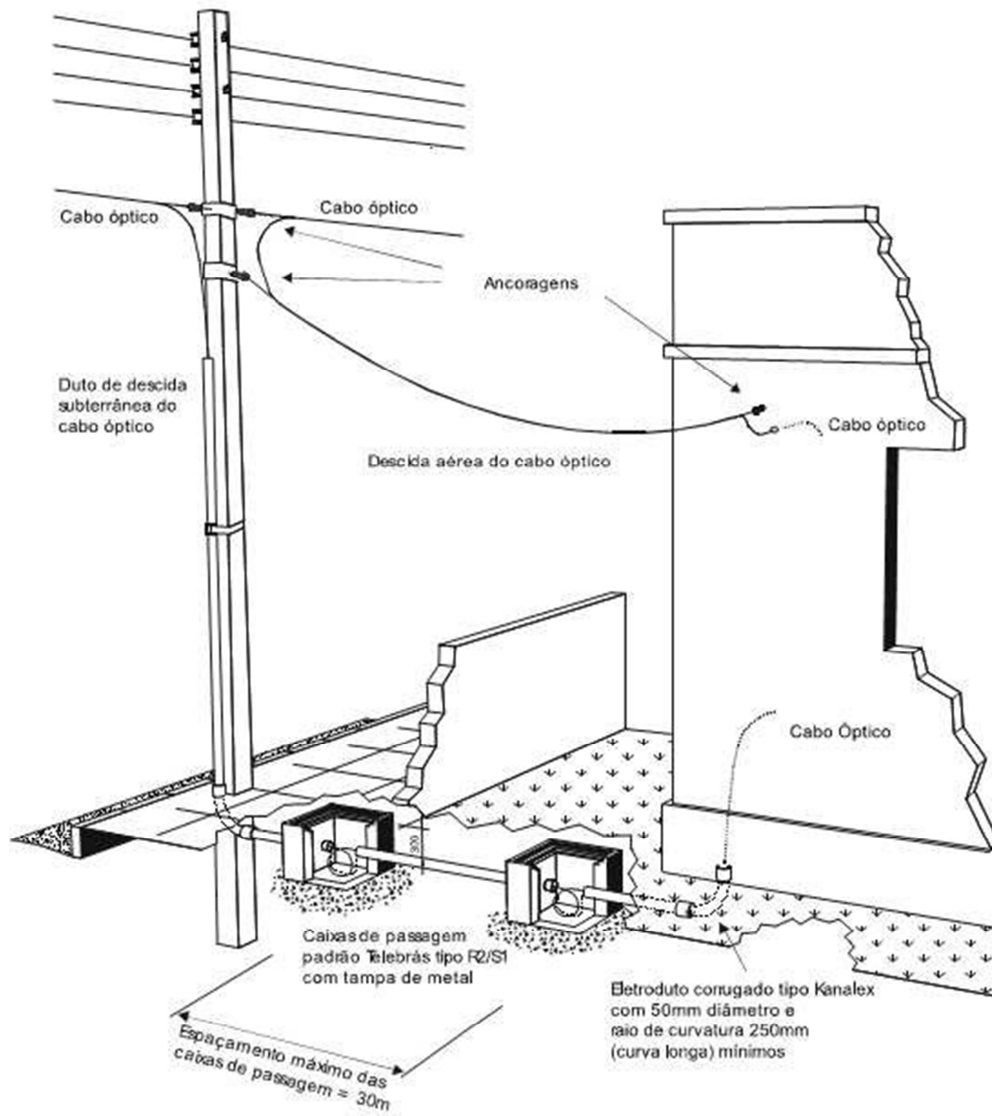 Cabo óptico
Cabo óptico
Ancoragens
Duto de descida
subterrânea do
cabo óptico
Cabo óptico
Descida aérea do cabo óptico
Cabo Óptico
300
Caixas de passagem
padrão Telebrás tipo R2/S1
com tampa de metal
Eletroduto corrugado tipo Kanalex
com 50mm diâmetro e
raio de curvatura 250mm
(curva longa) mínimos
Espaçamento máximo das
caixas de passagem = 30m